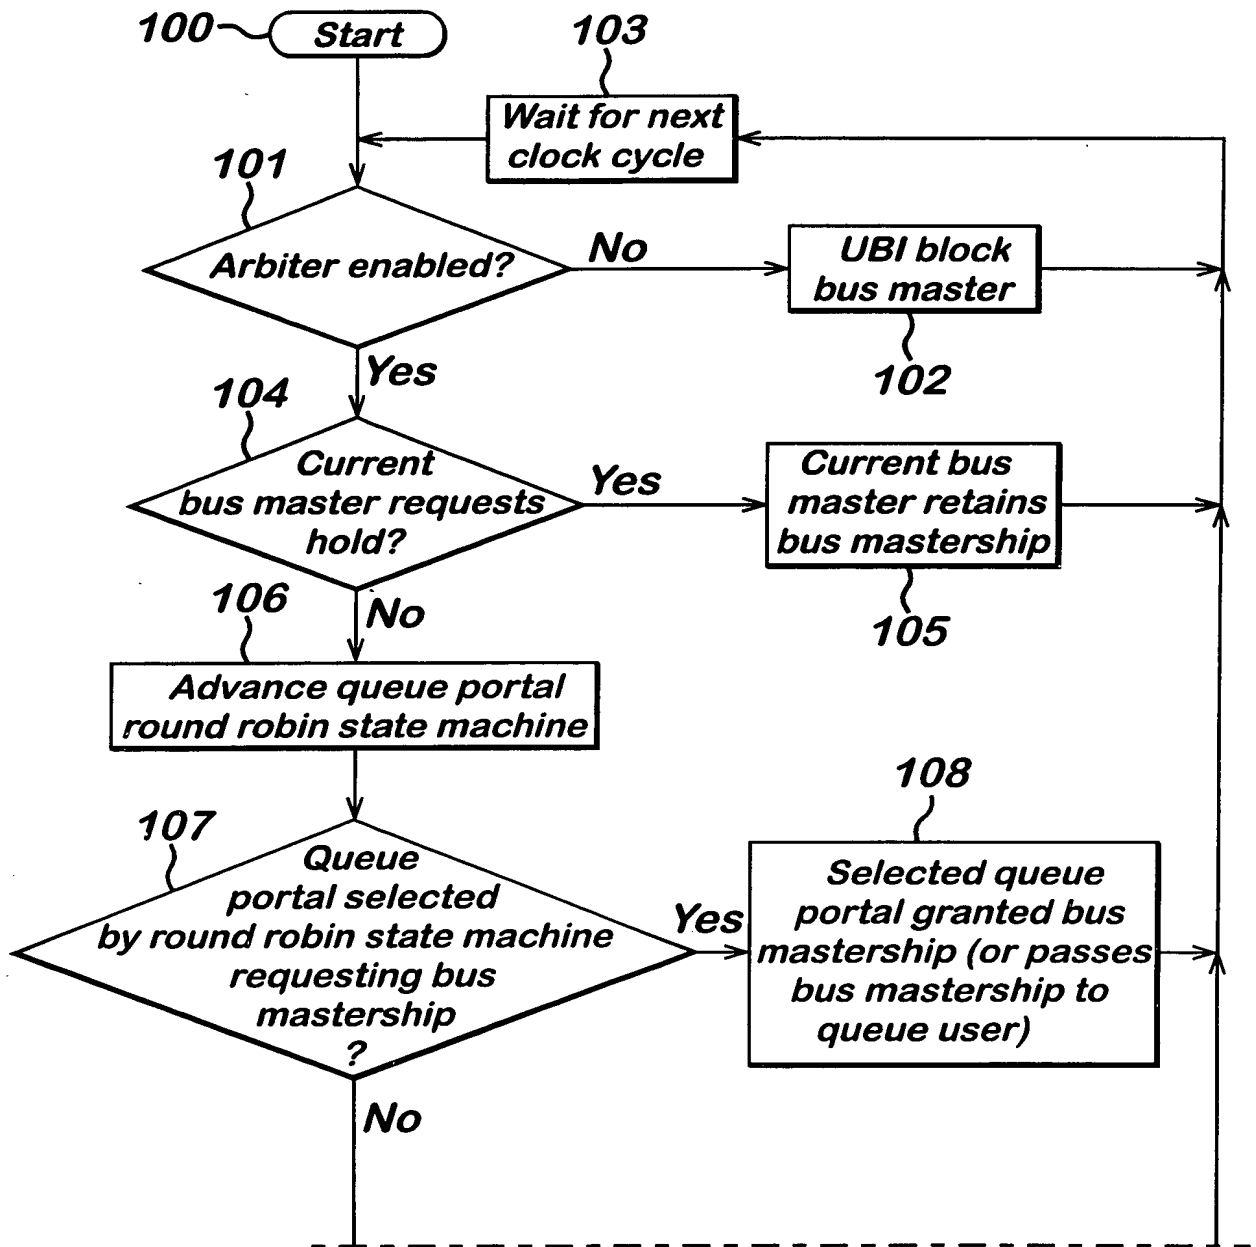 100
Start
103
Wait for next
clock cycle
101
Arbiter enabled?
No
UBI block
bus master
102
Yes
104
Current
bus master requests
hold?
Yes
Current bus
master retains
bus mastership
105
No
106
Advance queue portal
round robin state machine
107
Queue
portal selected
by round robin state machine
requesting bus
mastership
?
Yes
108
Selected queue
portal granted bus
mastership (or passes
bus mastership to
queue user)
No